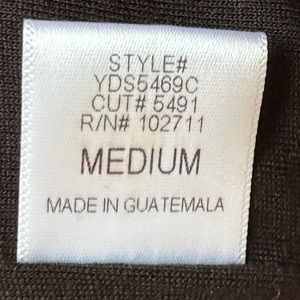 STYLE#
YDS5469C
CUT# 5491
R/N# 102711
MEDIUM
MADE IN GUATEMALA